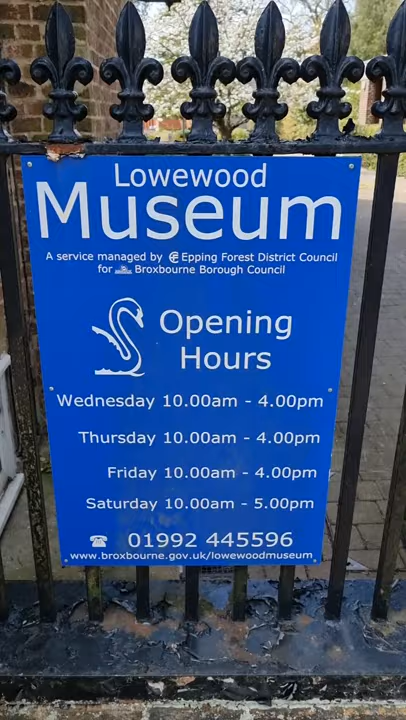 Lowewood
Museum
A service managed by Epping Forest District Council
for Broxbourne Borough Council
Opening
Hours
Wednesday 10.00am - 4.00pm
Thursday 10.00am - 4.00pm
Friday 10.00am - 4.00pm
Saturday 10.00am - 5.00pm
01992 445596
www.broxbourne.gov.uk/lowewoodmuseum